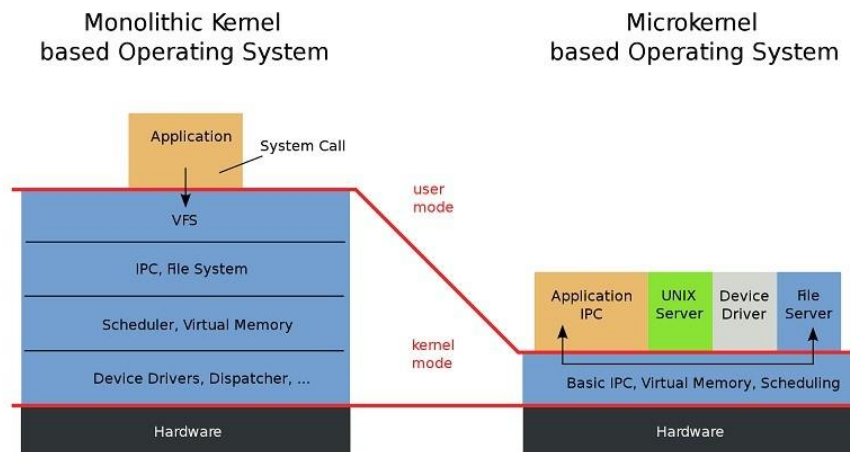 Monolithic Kernel
based Operating System
Microkernel
based Operating System
Application
System Call
VFS
IPC, File System
Scheduler, Virtual Memory
Device Drivers, Dispatcher, ...
Hardware
user
mode
kernel
mode
Application
IPC
UNIX
Server
Device
Driver
File
Server
Basic IPC, Virtual Memory, Scheduling
Hardware